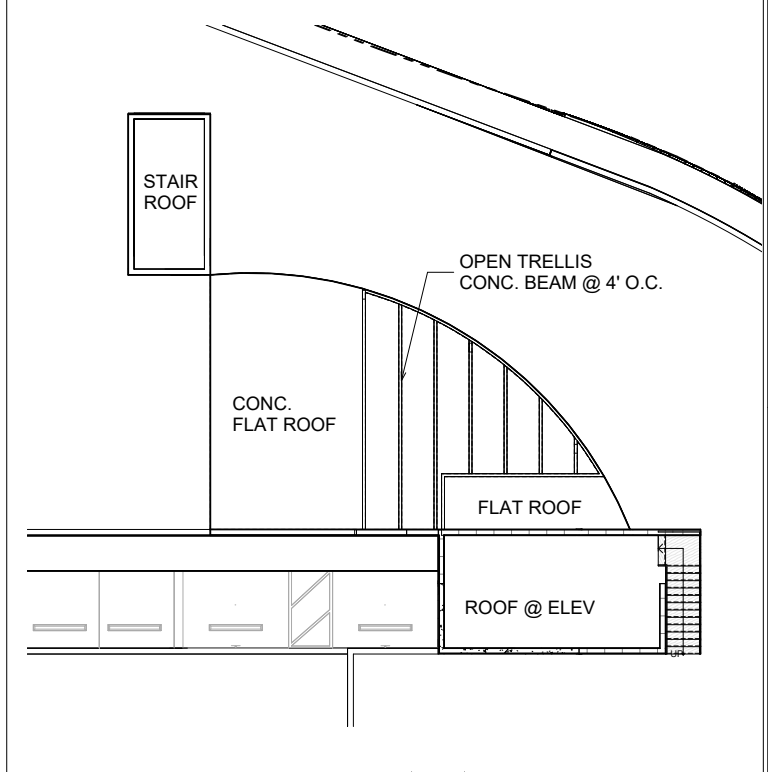 STAIR
ROOF
OPEN TRELLIS
CONC. BEAM @ 4' O.C.
CONC.
FLAT ROOF
FLAT ROOF
ROOF @ ELEV
UP